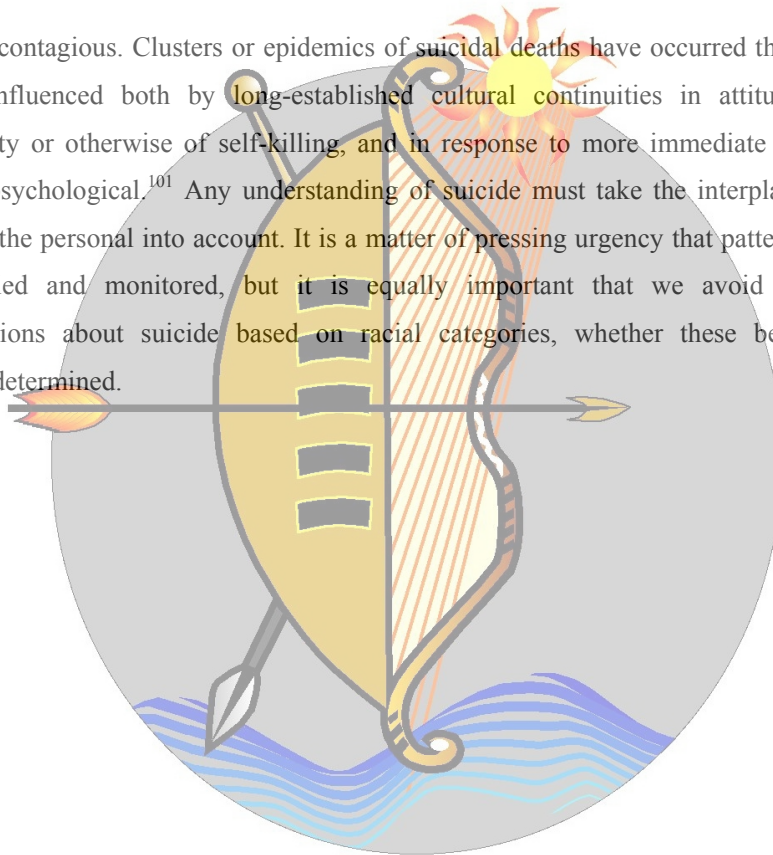 contagious. Clusters or epidemics of suicidal deaths have occurred th
nfluenced both by long-established cultural continuities in attitu
ty or otherwise of self-killing, and in response to more immediate
sychological.101 Any understanding of suicide must take the interpla
the personal into account. It is a matter of pressing urgency that patte
ed and monitored, but it is equally important that we avoid
ions about suicide based on racial categories, whether these be
determined.